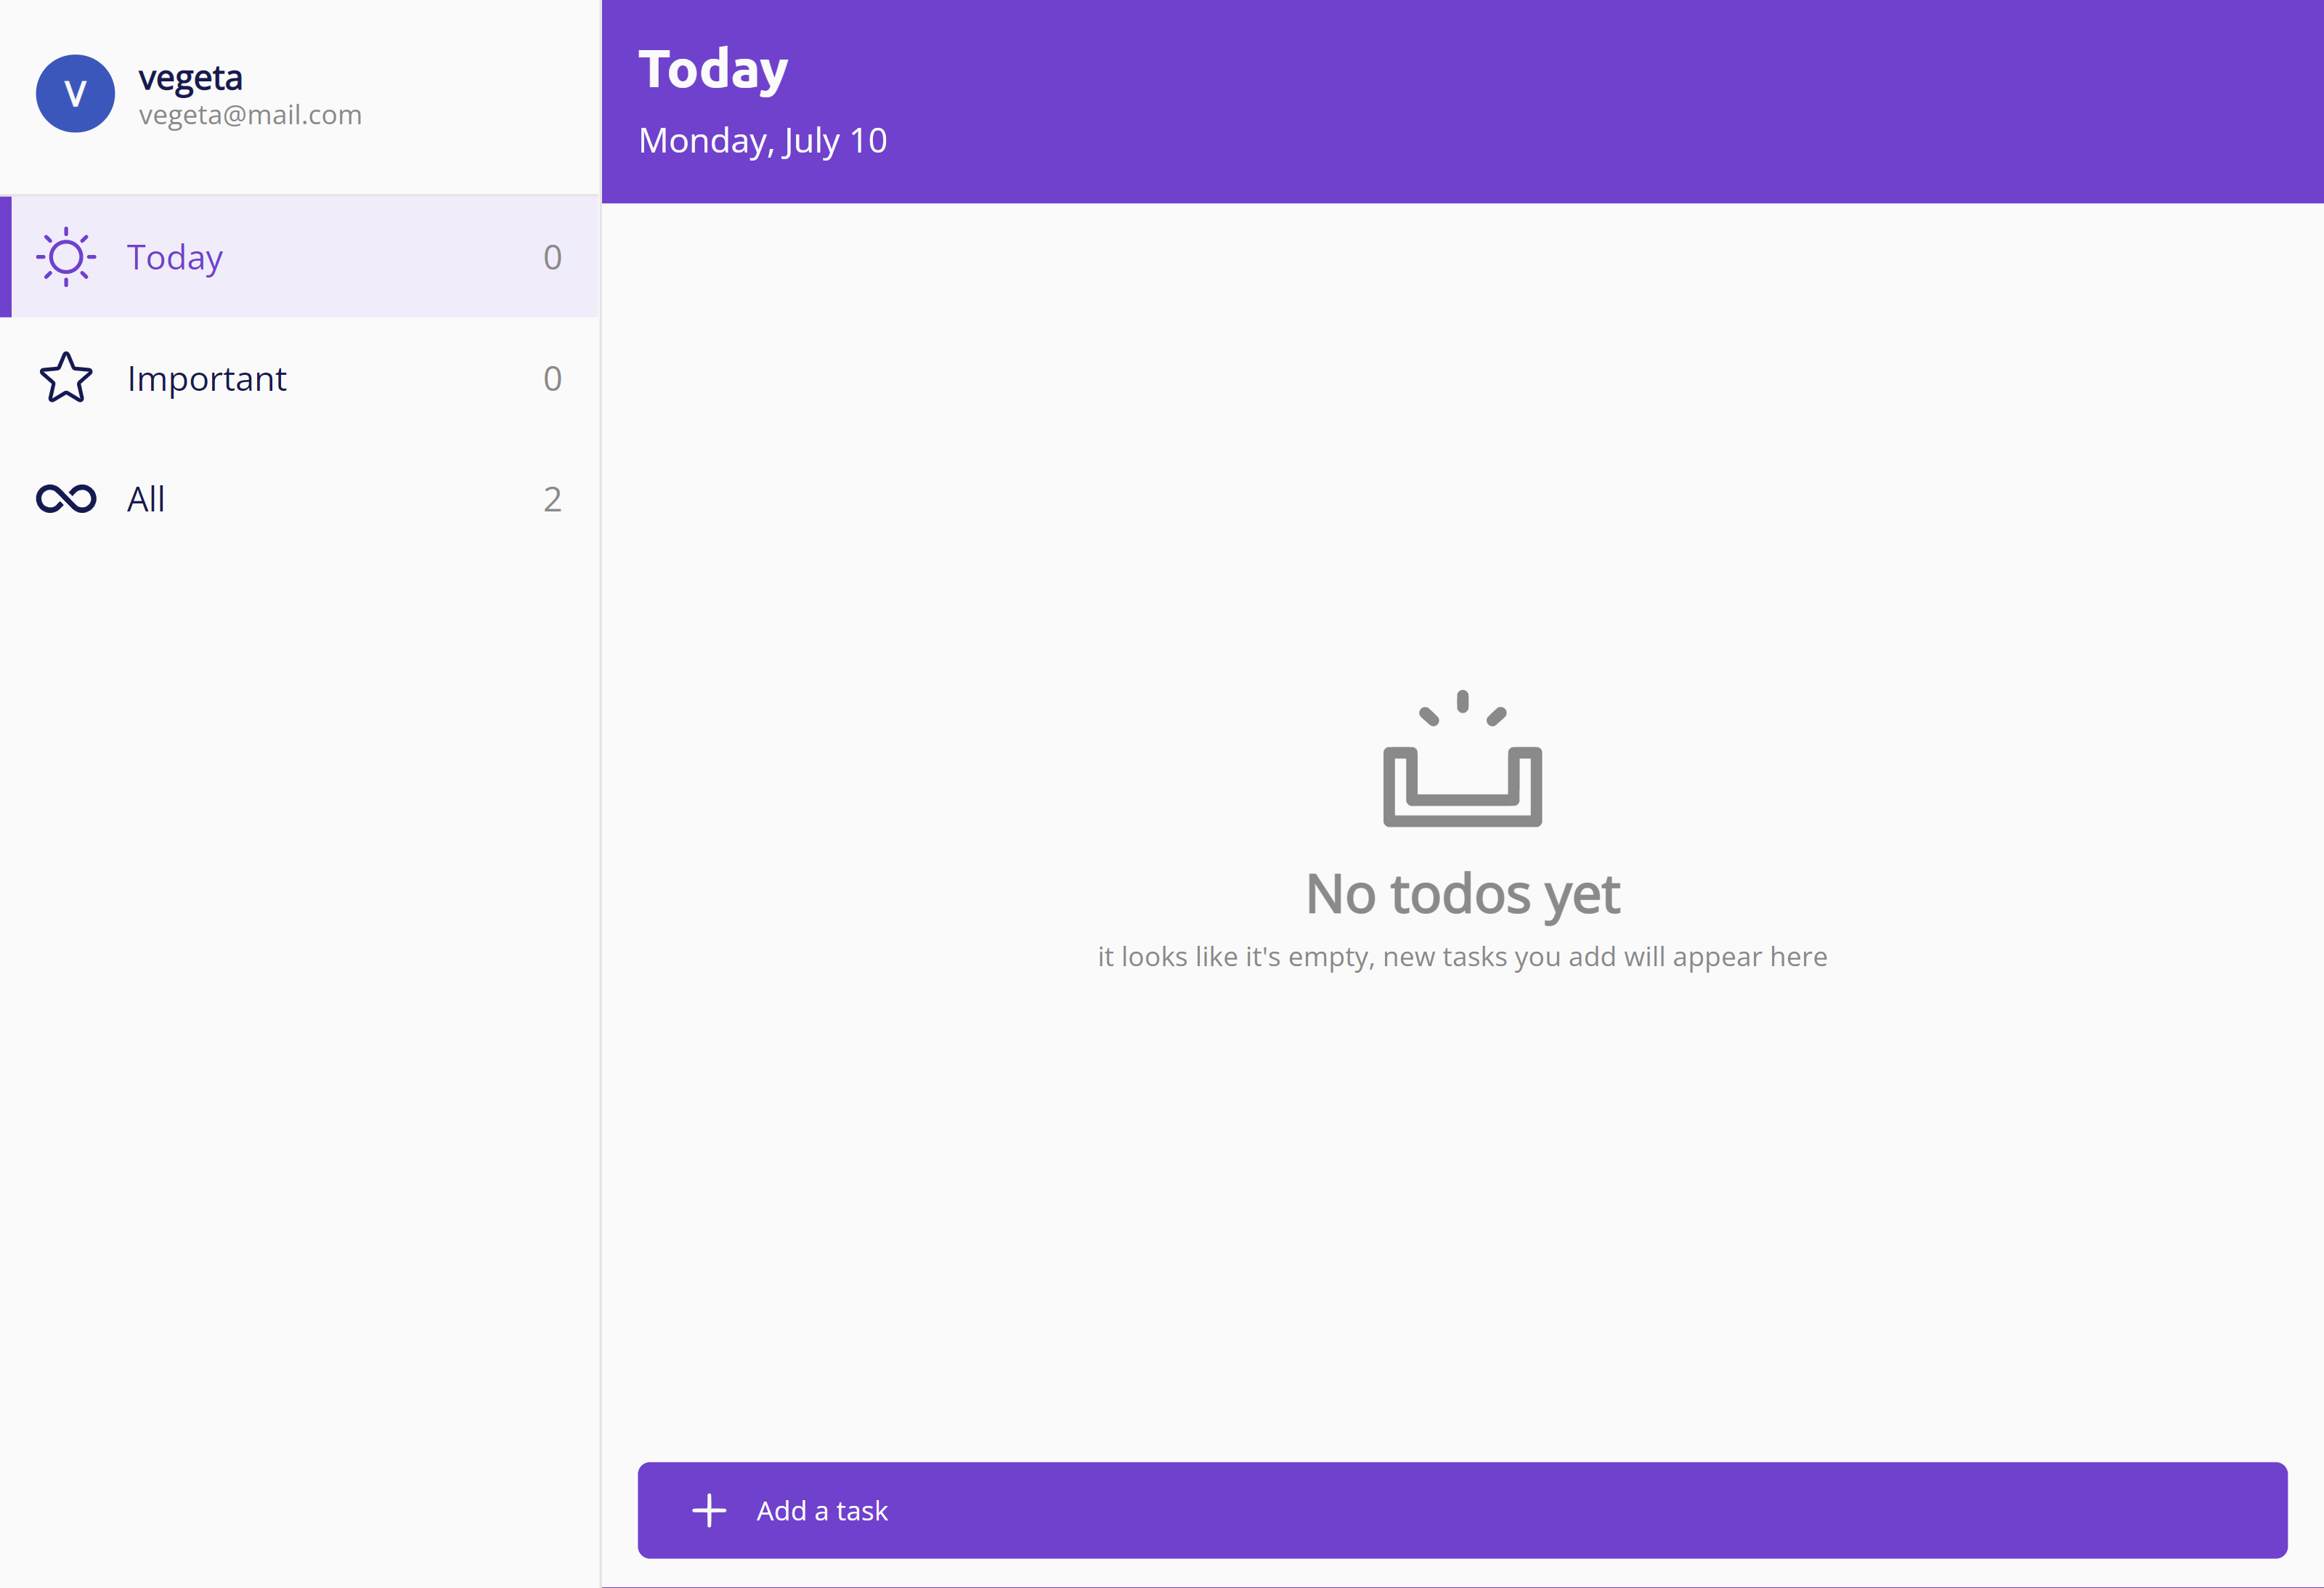 V
vegeta
vegeta@mail.com
Today
0
Important
0
All
2
Today
Monday, July 10
No todos yet
it looks like it's empty, new tasks you add will appear here
Add a task